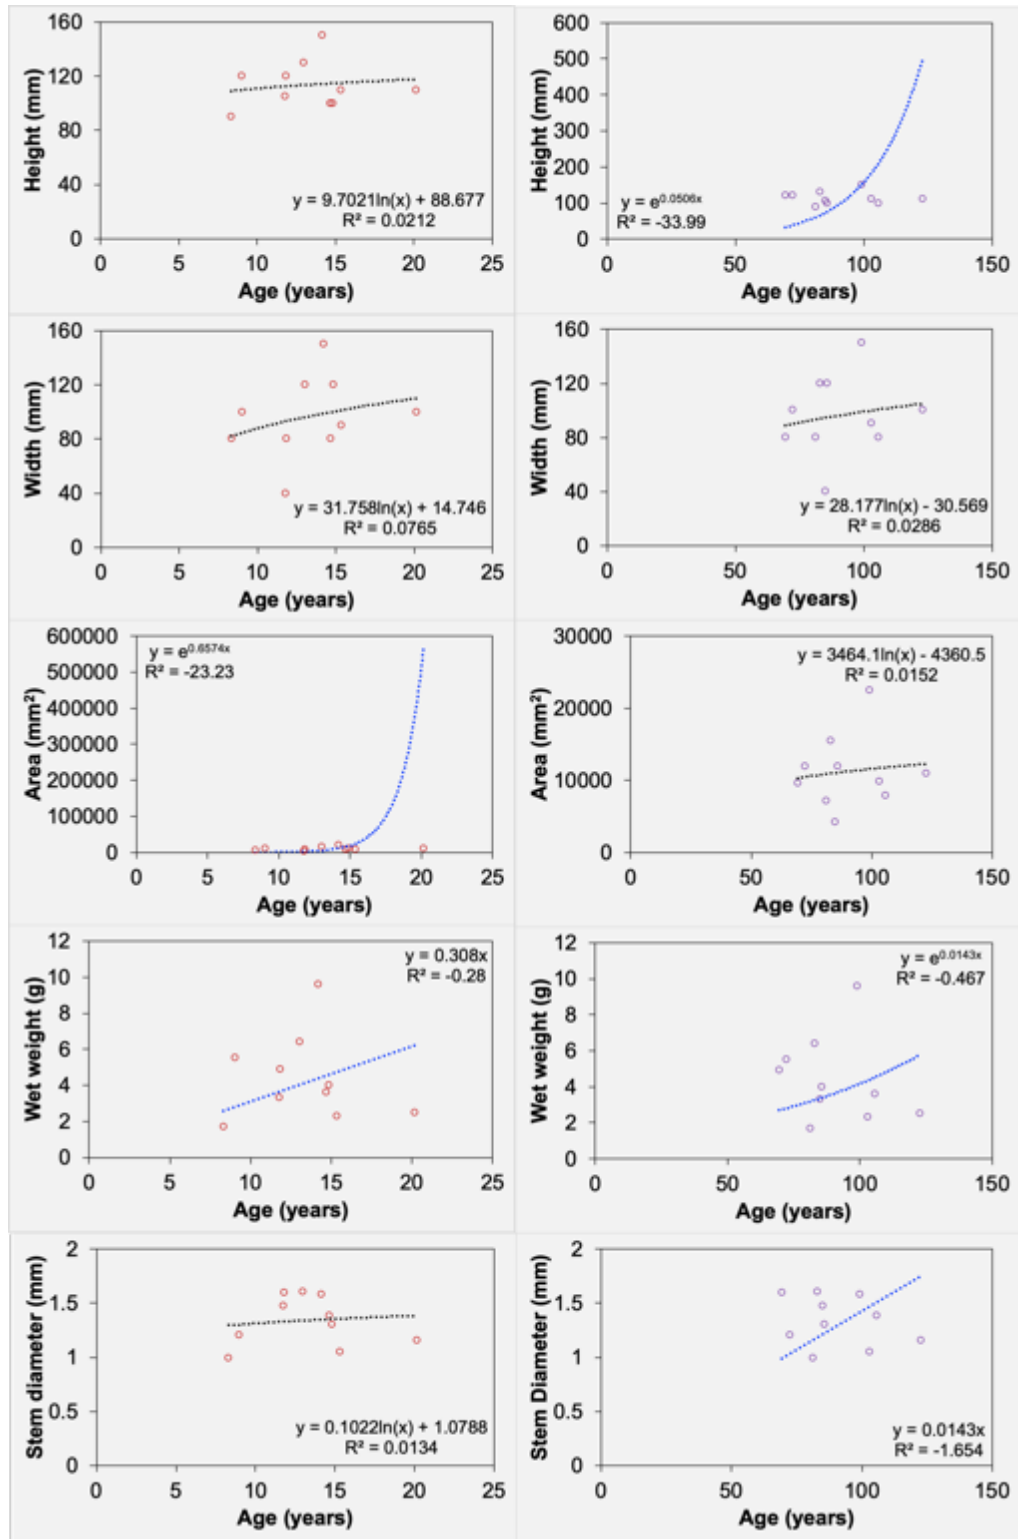 Height (mm)
160
120
80
40
0
y = 9.7021ln(x) + 88.677
R² = 0.0212
0 5 10 15 20 25
Age (years)
Height (mm)
600
500
400
300
200
100
0
y = e^0.0506x
R² = -33.99
0 50 100 150
Age (years)
Width (mm)
160
120
80
40
0
y = 31.758ln(x) + 14.746
R² = 0.0765
0 5 10 15 20 25
Age (years)
Width (mm)
160
120
80
40
0
y = 28.177ln(x) - 30.569
R² = 0.0286
0 50 100 150
Age (years)
Area (mm²)
600000
500000
400000
300000
200000
100000
0
y = e^0.6574x
R² = -23.23
0 5 10 15 20 25
Age (years)
Area (mm²)
30000
20000
10000
0
y = 3464.1ln(x) - 4360.5
R² = 0.0152
0 50 100 150
Age (years)
Wet weight (g)
12
10
8
6
4
2
0
y = 0.308x
R² = -0.28
0 5 10 15 20 25
Age (years)
Wet weight (g)
12
10
8
6
4
2
0
y = e^0.0143x
R² = -0.467
0 50 100 150
Age (years)
Stem diameter (mm)
2
1.5
1
0.5
0
y = 0.1022ln(x) + 1.0788
R² = 0.0134
0 5 10 15 20 25
Age (years)
Stem Diameter (mm)
2
1.5
1
0.5
0
y = 0.0143x
R² = -1.654
0 50 100 150
Age (years)